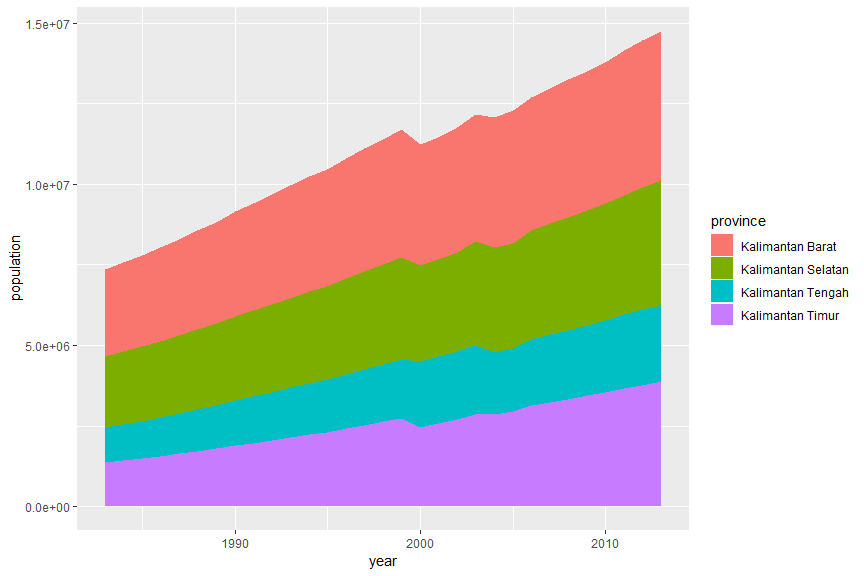 1.5e+07
1.0e+07
5.0e+06
0.0e+00
population
1990
2000
2010
year
province
Kalimantan Barat
Kalimantan Selatan
Kalimantan Tengah
Kalimantan Timur